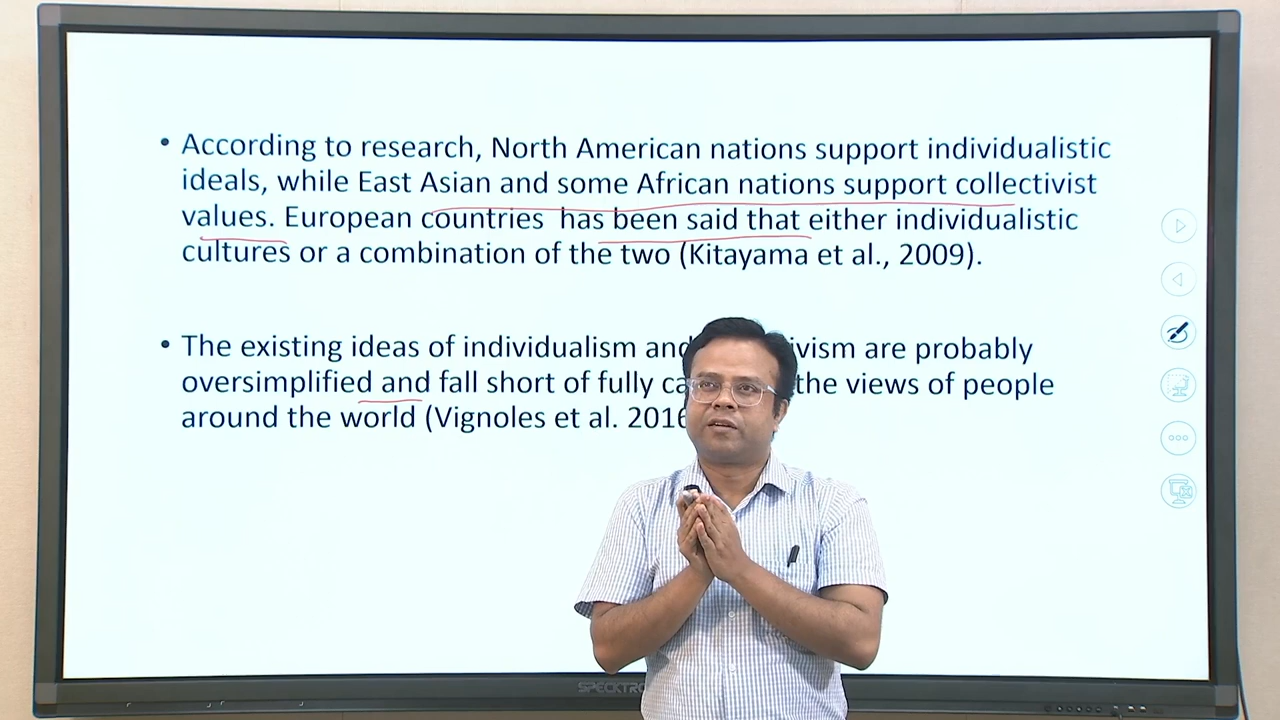 • According to research, North American nations support individualistic
ideals, while East Asian and some African nations support collectivist
values. European countries has been said that either individualistic
cultures or a combination of the two (Kitayama et al., 2009).
• The existing ideas of individualism and ivism are probably
oversimplified and fall short of fully ca the views of people
around the world (Vignoles et al. 2016
SPECKTR